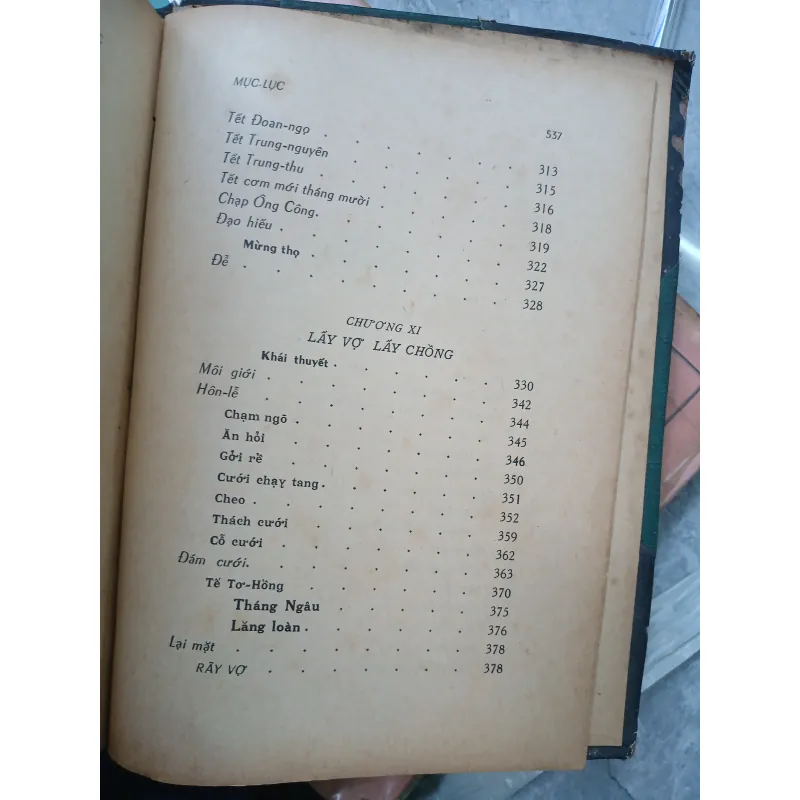 MỤC-LỤC 537
Tết Đoan-ngọ . . . . . . 313
Tết Trung-nguyên . . . . . . 315
Tết Trung-thu . . . . . . 316
Tết cơm mới tháng mười . . . . . 318
Chạp Ông Công. . . . . . 319
Đạo hiếu . . . . . . . 322
Mừng thọ . . . . . . 327
Đẻ . . . . . . . . 328
CHƯƠNG XI
LẤY VỢ LẤY CHỒNG
Khái thuyết . . . . . . 330
Môi giới . . . . . . . . 342
Hôn-lễ . . . . . . . . 344
Chạm ngõ . . . . . . . 345
Ăn hỏi . . . . . . . 346
Gởi rể . . . . . . . 350
Cưới chạy tang . . . . . . 351
Cheo . . . . . . . . 352
Thách cưới . . . . . . 359
Cỗ cưới . . . . . . . 362
Đám cưới. . . . . . . . 363
Tế Tơ-Hồng . . . . . . 370
Tháng Ngâu . . . . . 375
Lăng loàn . . . . . . 376
Lại mặt . . . . . . . . 378
RẪY VỢ . . . . . . . 378